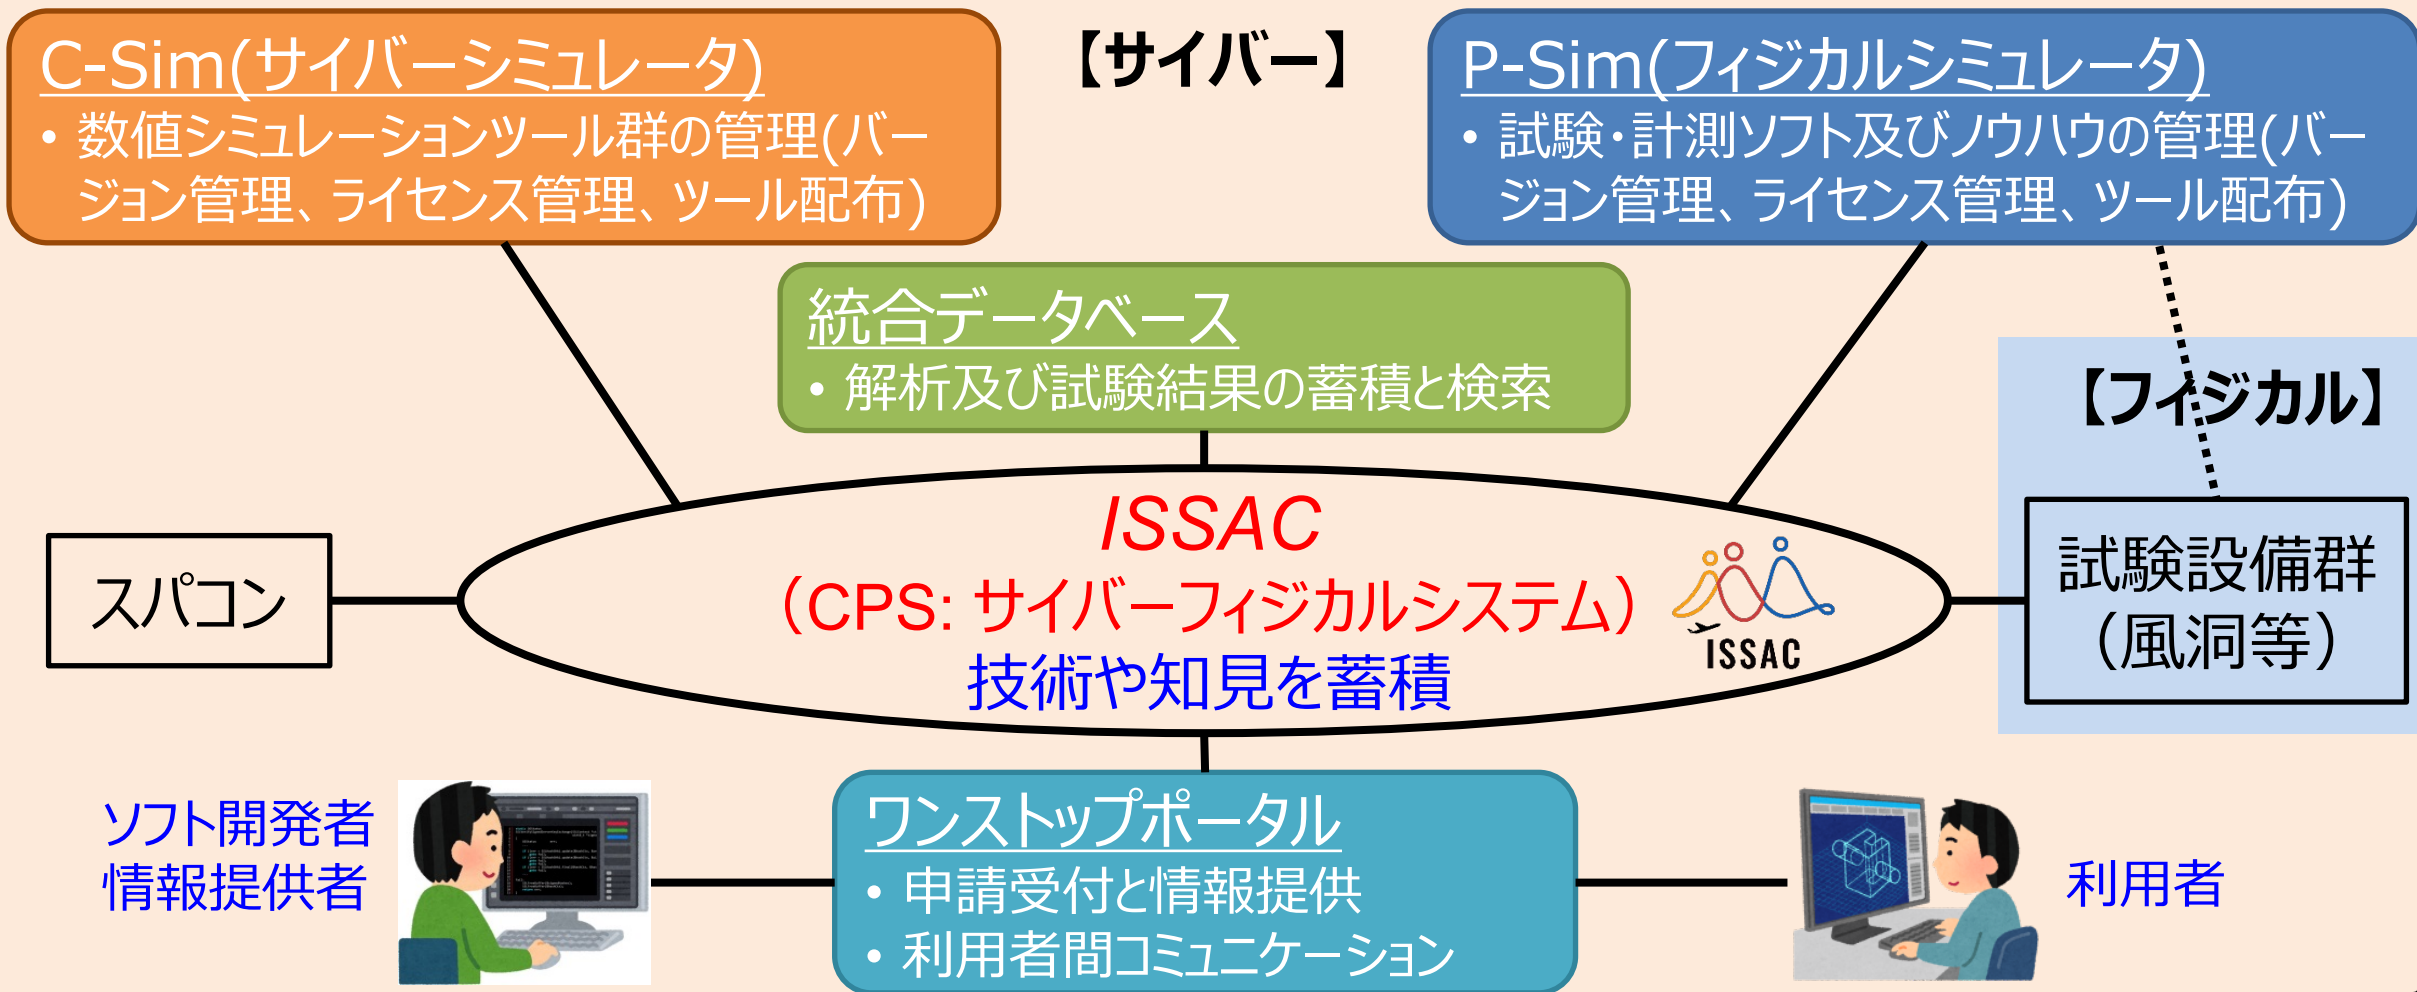 C-Sim(サイバーシミュレータ)
• 数値シミュレーションツール群の管理(バー
ジョン管理、ライセンス管理、ツール配布)
【サイバー】
P-Sim(フィジカルシミュレータ)
• 試験・計測ソフト及びノウハウの管理(バー
ジョン管理、ライセンス管理、ツール配布)
統合データベース
• 解析及び試験結果の蓄積と検索
【フィジカル】
スパコン
ISSAC
（CPS: サイバーフィジカルシステム）
技術や知見を蓄積
ISSAC
試験設備群
（風洞等）
ソフト開発者
情報提供者
ワンストップポータル
• 申請受付と情報提供
• 利用者間コミュニケーション
利用者